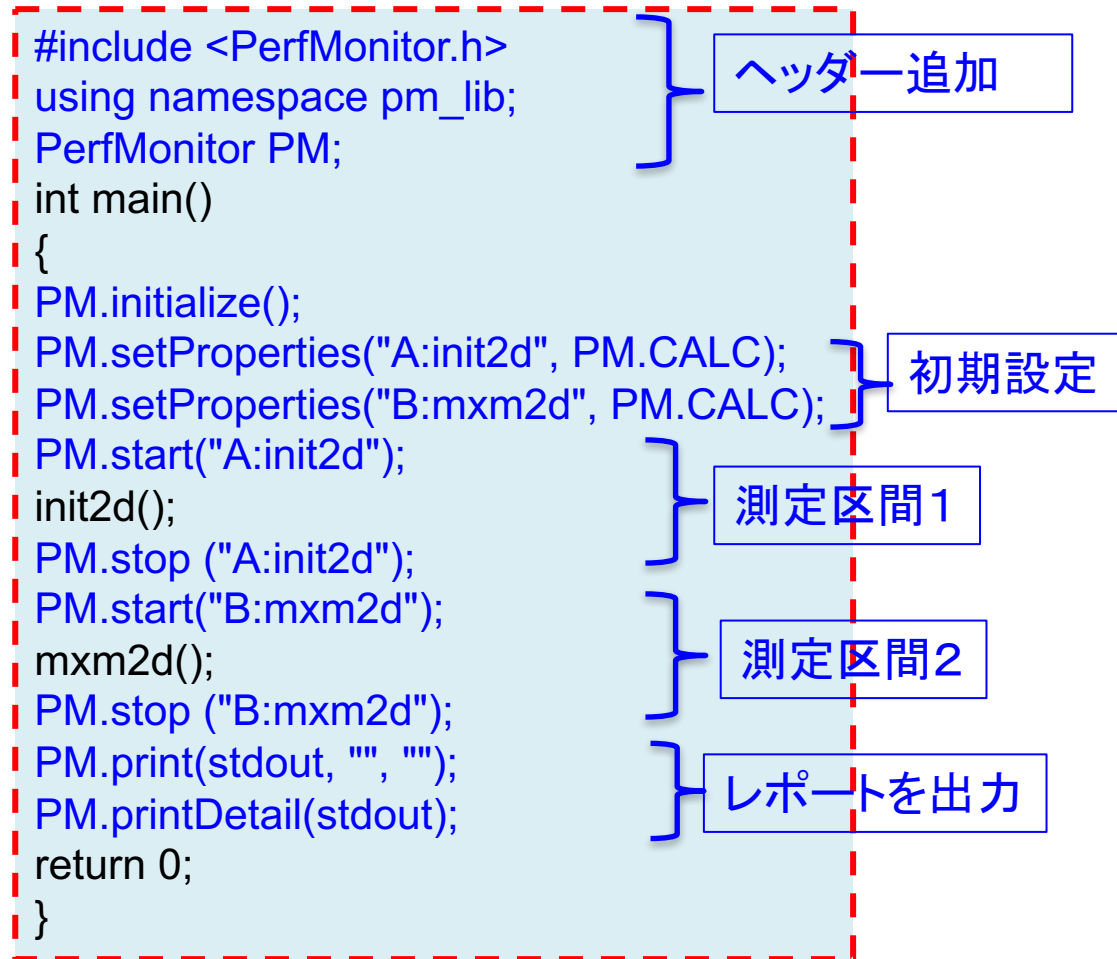 #include <PerfMonitor.h>
using namespace pm_lib;
PerfMonitor PM;
ヘッダー追加
int main()
{
PM.initialize();
PM.setProperties("A:init2d", PM.CALC);
PM.setProperties("B:mxm2d", PM.CALC);
初期設定
PM.start("A:init2d");
init2d();
PM.stop ("A:init2d");
測定区間１
PM.start("B:mxm2d");
mxm2d();
PM.stop ("B:mxm2d");
測定区間２
PM.print(stdout, "", "");
PM.printDetail(stdout);
レポートを出力
return 0;
}